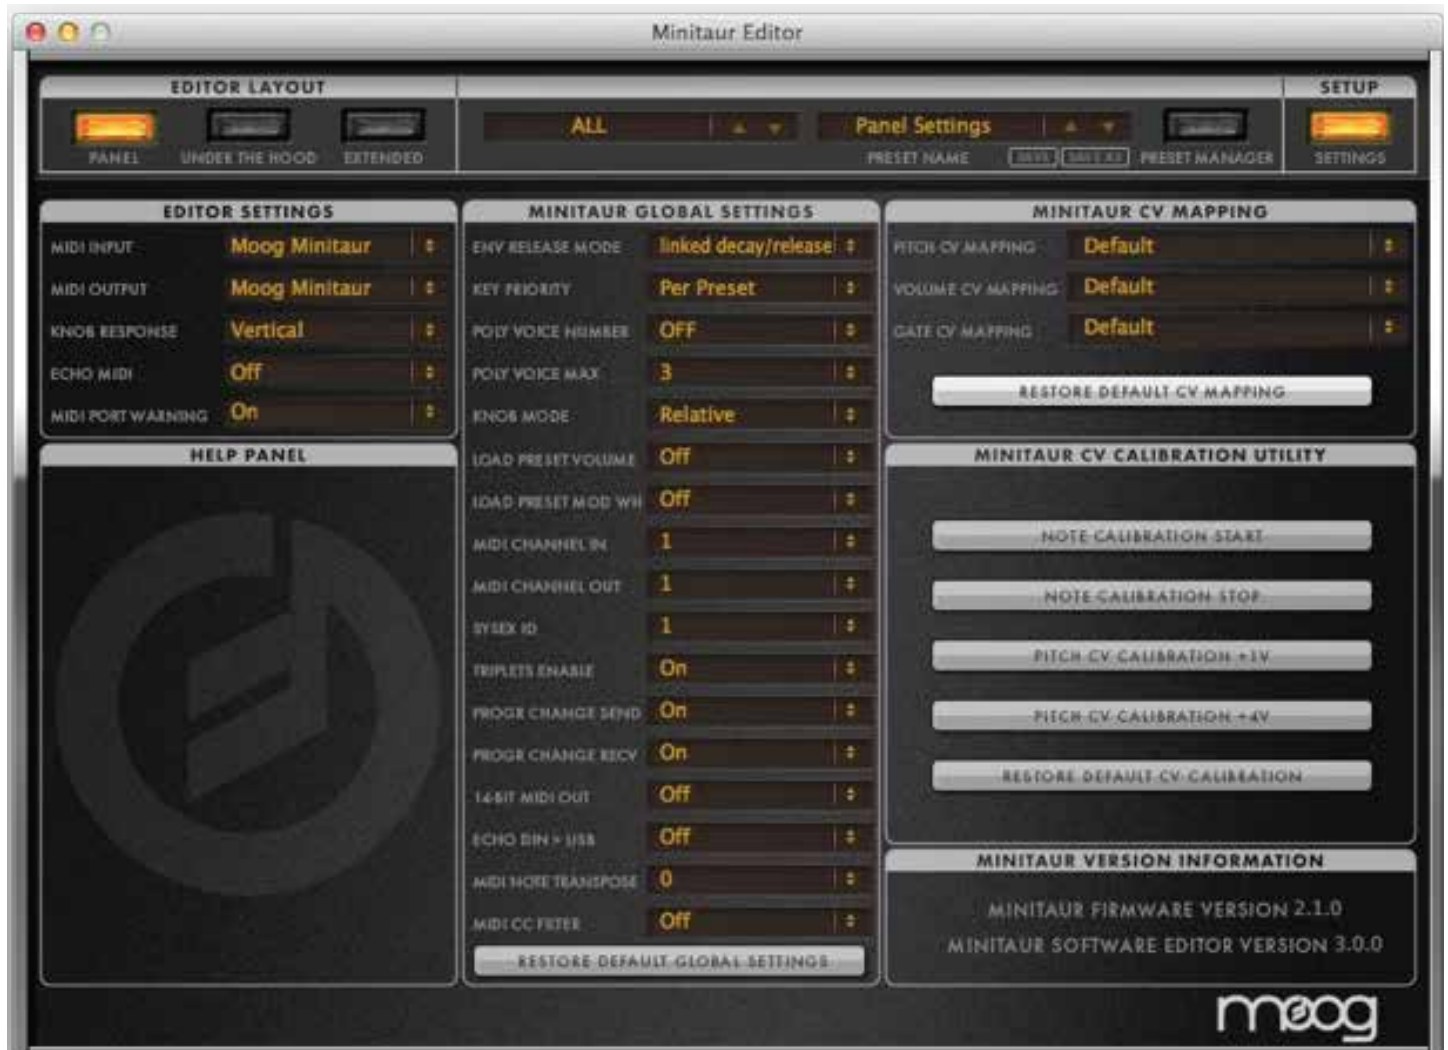 Minitaur Editor
EDITOR LAYOUT
SETUP
ALL
Panel Settings
PANEL
UNDER THE HOOD
EXTENDED
PRESET NAME
SAVE
SAVE AS
PRESET MANAGER
SETTINGS
EDITOR SETTINGS
MIDI INPUT Moog Minitaur
MIDI OUTPUT Moog Minitaur
KNOB RESPONSE Vertical
ECHO MIDI Off
MIDI PORT WARNING On
HELP PANEL
MINITAUR GLOBAL SETTINGS
ENV RELEASE MODE linked decay/release
KEY PRIORITY Per Preset
POLY VOICE NUMBER OFF
POLY VOICE MAX 3
KNOB MODE Relative
LOAD PRESET VOLUME Off
LOAD PRESET MOD WH Off
MIDI CHANNEL IN 1
MIDI CHANNEL OUT 1
SYSEX ID 1
TRIPLETS ENABLE On
PROGR CHANGE SEND On
PROGR CHANGE RECV On
14-BIT MIDI OUT Off
ECHO DIN > USB Off
MIDI NOTE TRANSPOSE 0
MIDI CC FILTER Off
RESTORE DEFAULT GLOBAL SETTINGS
MINITAUR CV MAPPING
PITCH CV MAPPING Default
VOLUME CV MAPPING Default
GATE CV MAPPING Default
RESTORE DEFAULT CV MAPPING
MINITAUR CV CALIBRATION UTILITY
NOTE CALIBRATION START
NOTE CALIBRATION STOP
PITCH CV CALIBRATION +1V
PITCH CV CALIBRATION +4V
RESTORE DEFAULT CV CALIBRATION
MINITAUR VERSION INFORMATION
MINITAUR FIRMWARE VERSION 2.1.0
MINITAUR SOFTWARE EDITOR VERSION 3.0.0
moog